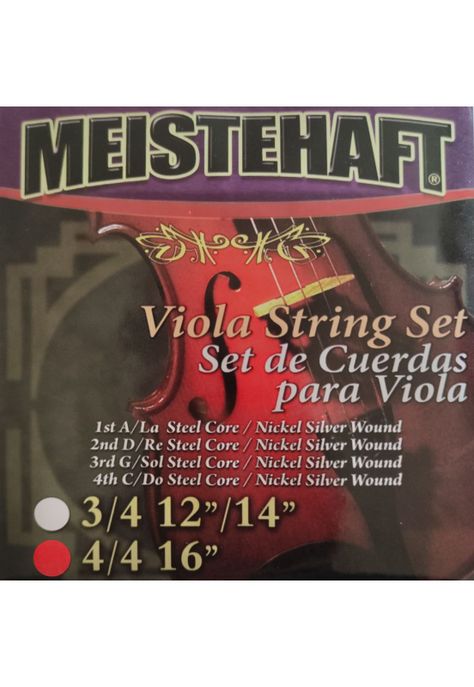 MEISTEHAFT®
Viola String Set
Set de Cuerdas
para Viola
1st A/La Steel Core / Nickel Silver Wound
2nd D/Re Steel Core / Nickel Silver Wound
3rd G/Sol Steel Core / Nickel Silver Wound
4th C/Do Steel Core / Nickel Silver Wound
3/4 12”/14”
4/4 16”